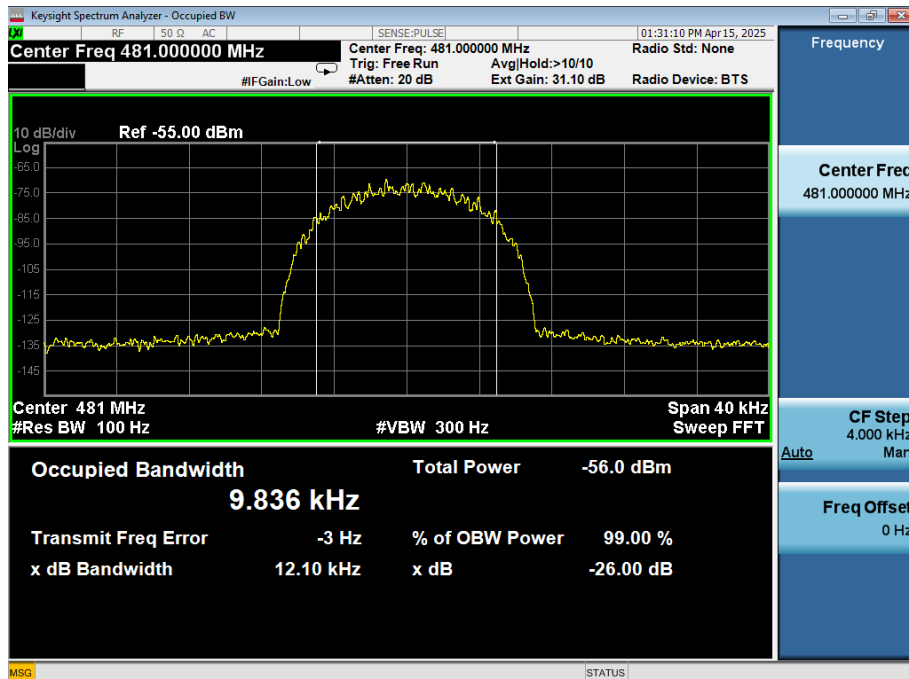 Keysight Spectrum Analyzer - Occupied BW
LXI
RF
50 Ω
AC
SENSE:PULSE
01:31:10 PM Apr 15, 2025
Center Freq 481.000000 MHz
Center Freq: 481.000000 MHz
Radio Std: None
Trig: Free Run
Avg|Hold:>10/10
#IFGain:Low
#Atten: 20 dB
Ext Gain: 31.10 dB
Radio Device: BTS
10 dB/div
Ref -55.00 dBm
Log
-65.0
-75.0
-85.0
-95.0
-105
-115
-125
-135
-145
Center 481 MHz
Span 40 kHz
#Res BW 100 Hz
#VBW 300 Hz
Sweep FFT
Occupied Bandwidth
9.836 kHz
Total Power
-56.0 dBm
Transmit Freq Error
-3 Hz
% of OBW Power
99.00 %
x dB Bandwidth
12.10 kHz
x dB
-26.00 dB
MSG
STATUS
Frequency
Center Freq
481.000000 MHz
CF Step
4.000 kHz
Auto
Man
Freq Offset
0 Hz